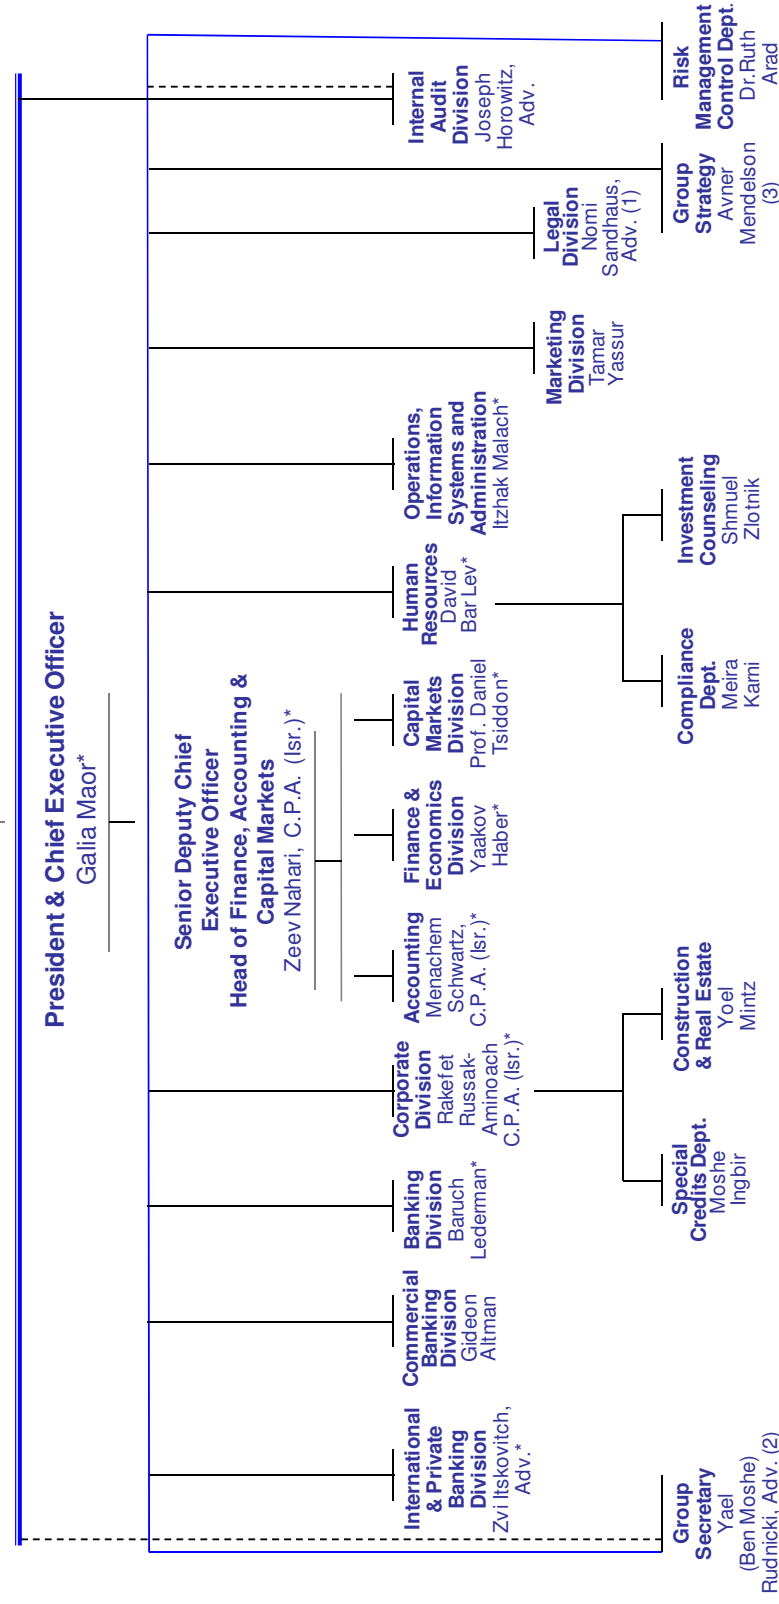 President & Chief Executive Officer
Galia Maor*
Senior Deputy Chief
Executive Officer
Head of Finance, Accounting &
Capital Markets
Zeev Nahari, C.P.A. (Isr.)*
International
& Private
Banking
Division
Zvi Itskovitch,
Adv.*
Commercial
Banking
Division
Gideon
Altman
Banking
Division
Baruch
Lederman*
Corporate
Division
Rakefet
Russak-
Aminoach
C.P.A. (Isr.)*
Accounting
Menachem
Schwartz,
C.P.A. (Isr.)*
Finance &
Economics
Division
Yaakov
Haber*
Capital
Markets
Division
Prof. Daniel
Tsiddon*
Human
Resources
David
Bar Lev*
Operations,
Information
Systems and
Administration
Itzhak Malach*
Marketing
Division
Tamar
Yassur
Legal
Division
Nomi
Sandhaus,
Adv. (1)
Internal
Audit
Division
Joseph
Horowitz,
Adv.
Group
Secretary
Yael
(Ben Moshe)
Rudnicki, Adv. (2)
Special
Credits Dept.
Moshe
Ingbir
Construction
& Real Estate
Yoel
Mintz
Compliance
Dept.
Meira
Karni
Investment
Counseling
Shmuel
Zlotnik
Group
Strategy
Avner
Mendelson
(3)
Risk
Management
Control Dept.
Dr.Ruth
Arad